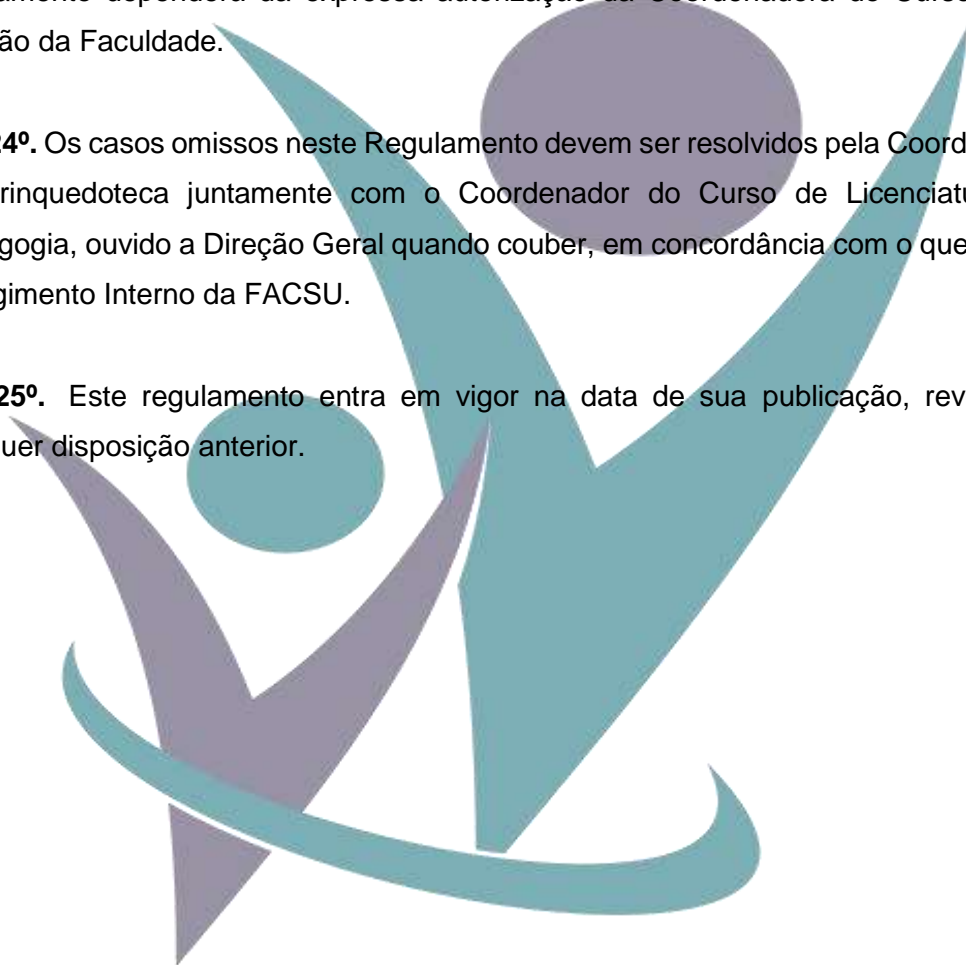 amento dependerá da expressa autorização da Coordenadora do Curso
ão da Faculdade.
24º. Os casos omissos neste Regulamento devem ser resolvidos pela Coord
rinquedoteca juntamente com o Coordenador do Curso de Licenciatu
gogia, ouvido a Direção Geral quando couber, em concordância com o que
gimento Interno da FACSU.
25º. Este regulamento entra em vigor na data de sua publicação, rev
uer disposição anterior.